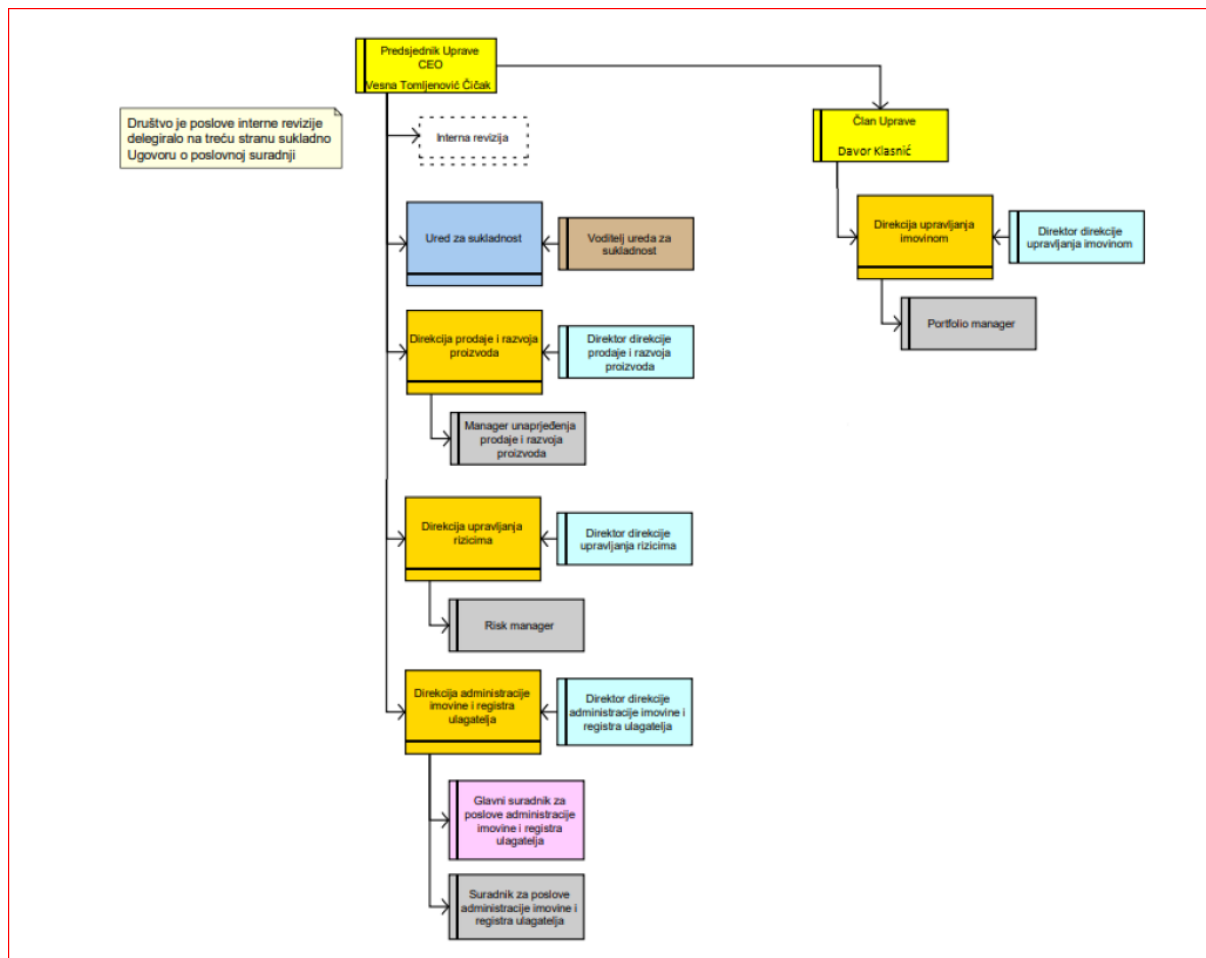 Predsjednik Uprave
CEO
Vesna Tomljenović Čičak
Društvo je poslove interne revizije
delegiralo na treću stranu sukladno
Ugovoru o poslovnoj suradnji
Interna revizija
Član Uprave
Davor Klasnić
Ured za sukladnost
Voditelj ureda za
sukladnost
Direkcija upravljanja
imovinom
Direktor direkcije
upravljanja imovinom
Portfolio manager
Direkcija prodaje i razvoja
proizvoda
Direktor direkcije
prodaje i razvoja
proizvoda
Manager unaprjeđenja
prodaje i razvoja
proizvoda
Direkcija upravljanja
rizicima
Direktor direkcije
upravljanja rizicima
Risk manager
Direkcija administracije
imovine i registra
ulagatelja
Direktor direkcije
administracije imovine i
registra ulagatelja
Glavni suradnik za
poslove administracije
imovine i registra
ulagatelja
Suradnik za poslove
administracije imovine i
registra ulagatelja